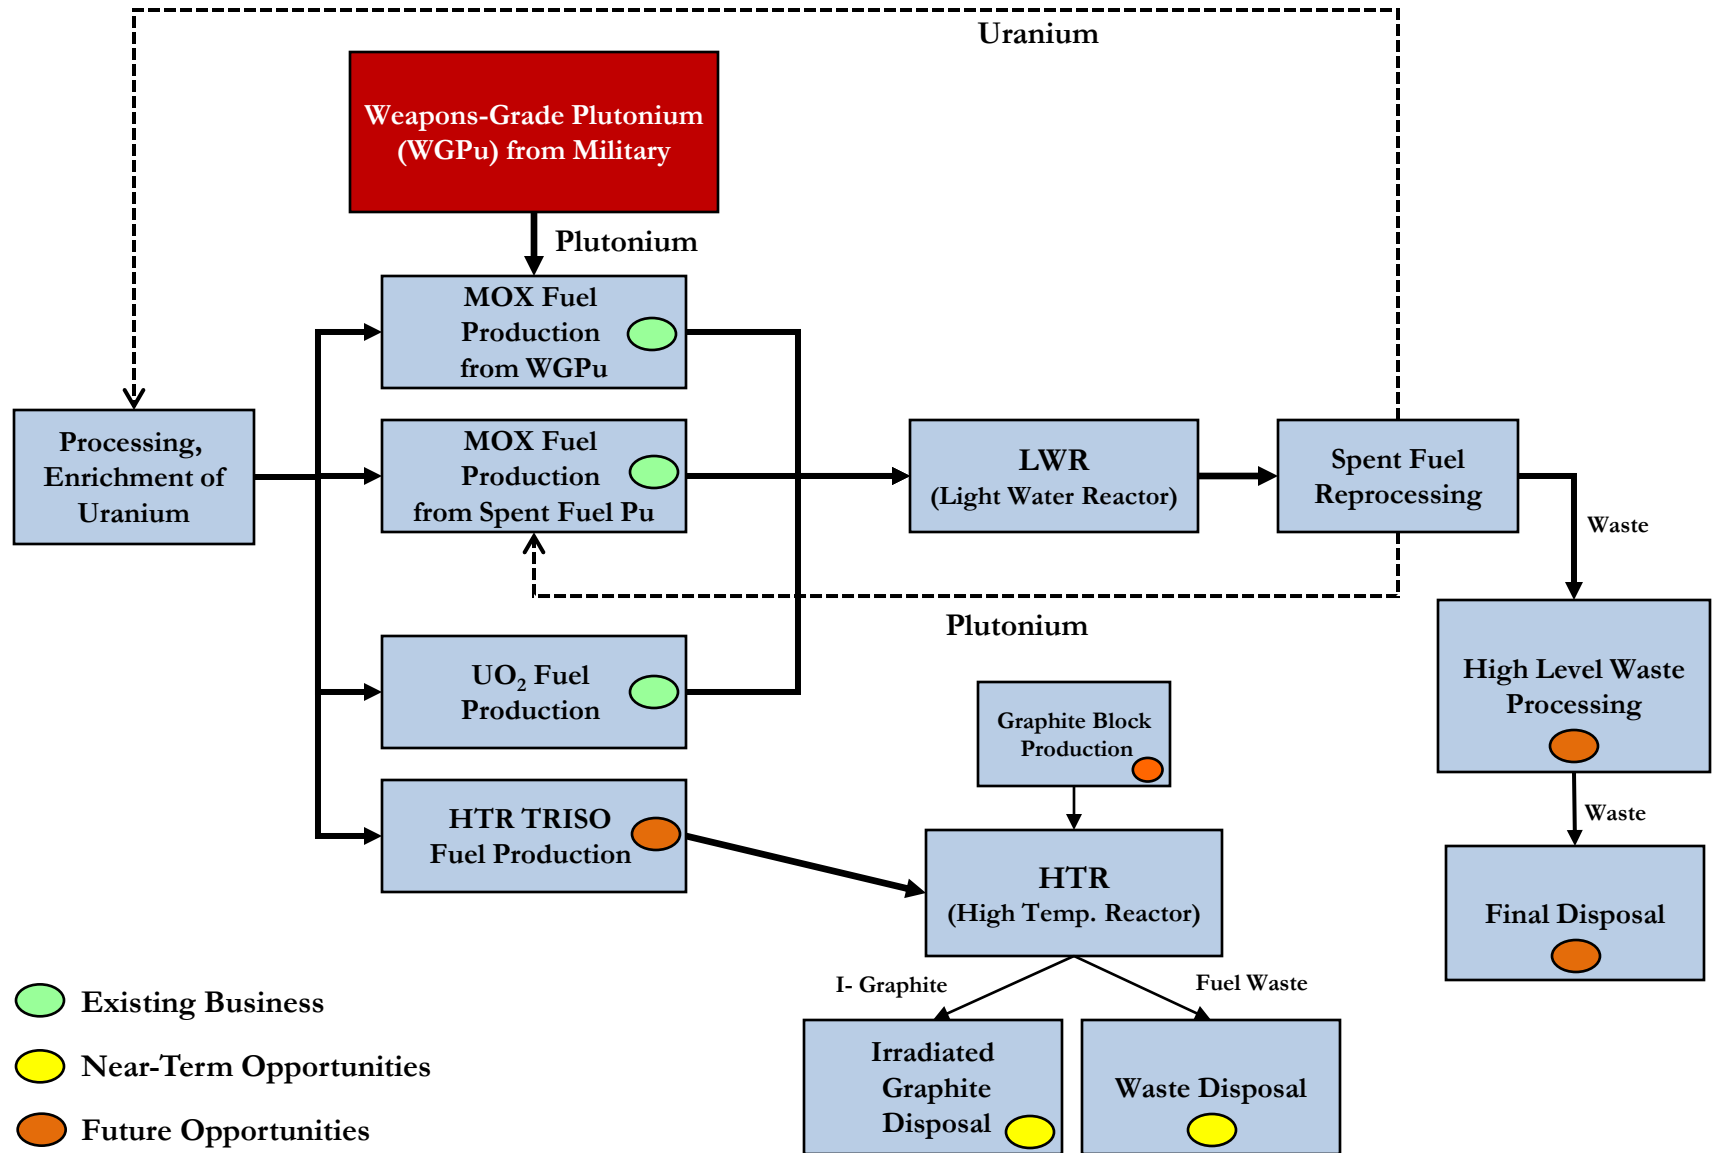 Uranium
Weapons-Grade Plutonium
(WGPu) from Military
Plutonium
MOX Fuel
Production
from WGPu
Processing,
Enrichment of
Uranium
MOX Fuel
Production
from Spent Fuel Pu
LWR
(Light Water Reactor)
Spent Fuel
Reprocessing
Waste
Plutonium
UO₂ Fuel
Production
Graphite Block
Production
High Level Waste
Processing
HTR TRISO
Fuel Production
Waste
HTR
(High Temp. Reactor)
Final Disposal
I- Graphite
Fuel Waste
Irradiated
Graphite
Disposal
Waste Disposal
Existing Business
Near-Term Opportunities
Future Opportunities